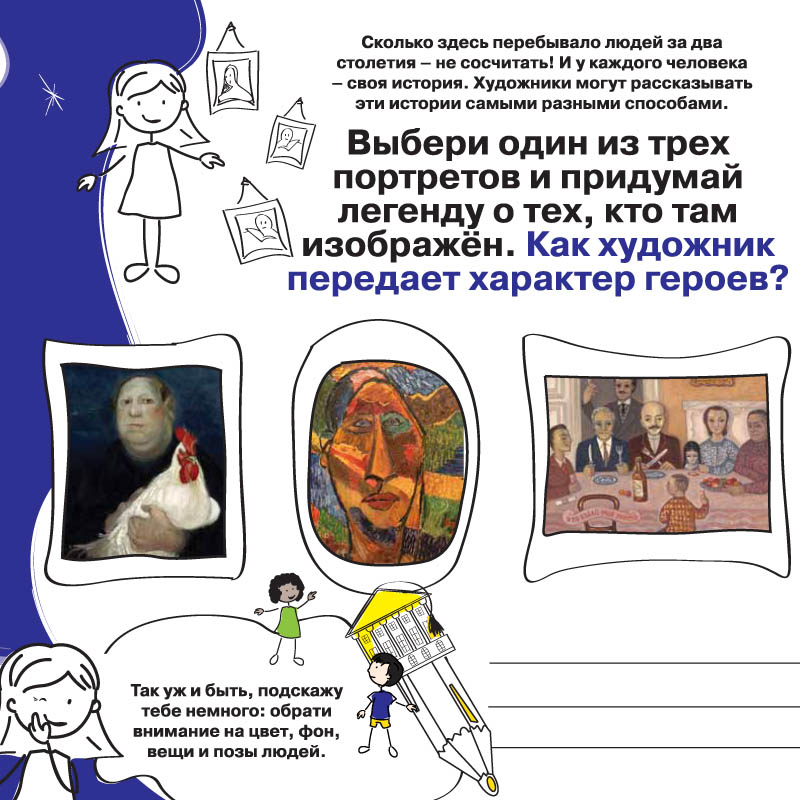 Сколько здесь перебывало людей за два
столетия – не сосчитать! И у каждого человека
– своя история. Художники могут рассказывать
эти истории самыми разными способами.
Выбери один из трех
портретов и придумай
легенду о тех, кто там
изображён. Как художник
передает характер героев?
Так уж и быть, подскажу
тебе немного: обрати
внимание на цвет, фон,
вещи и позы людей.